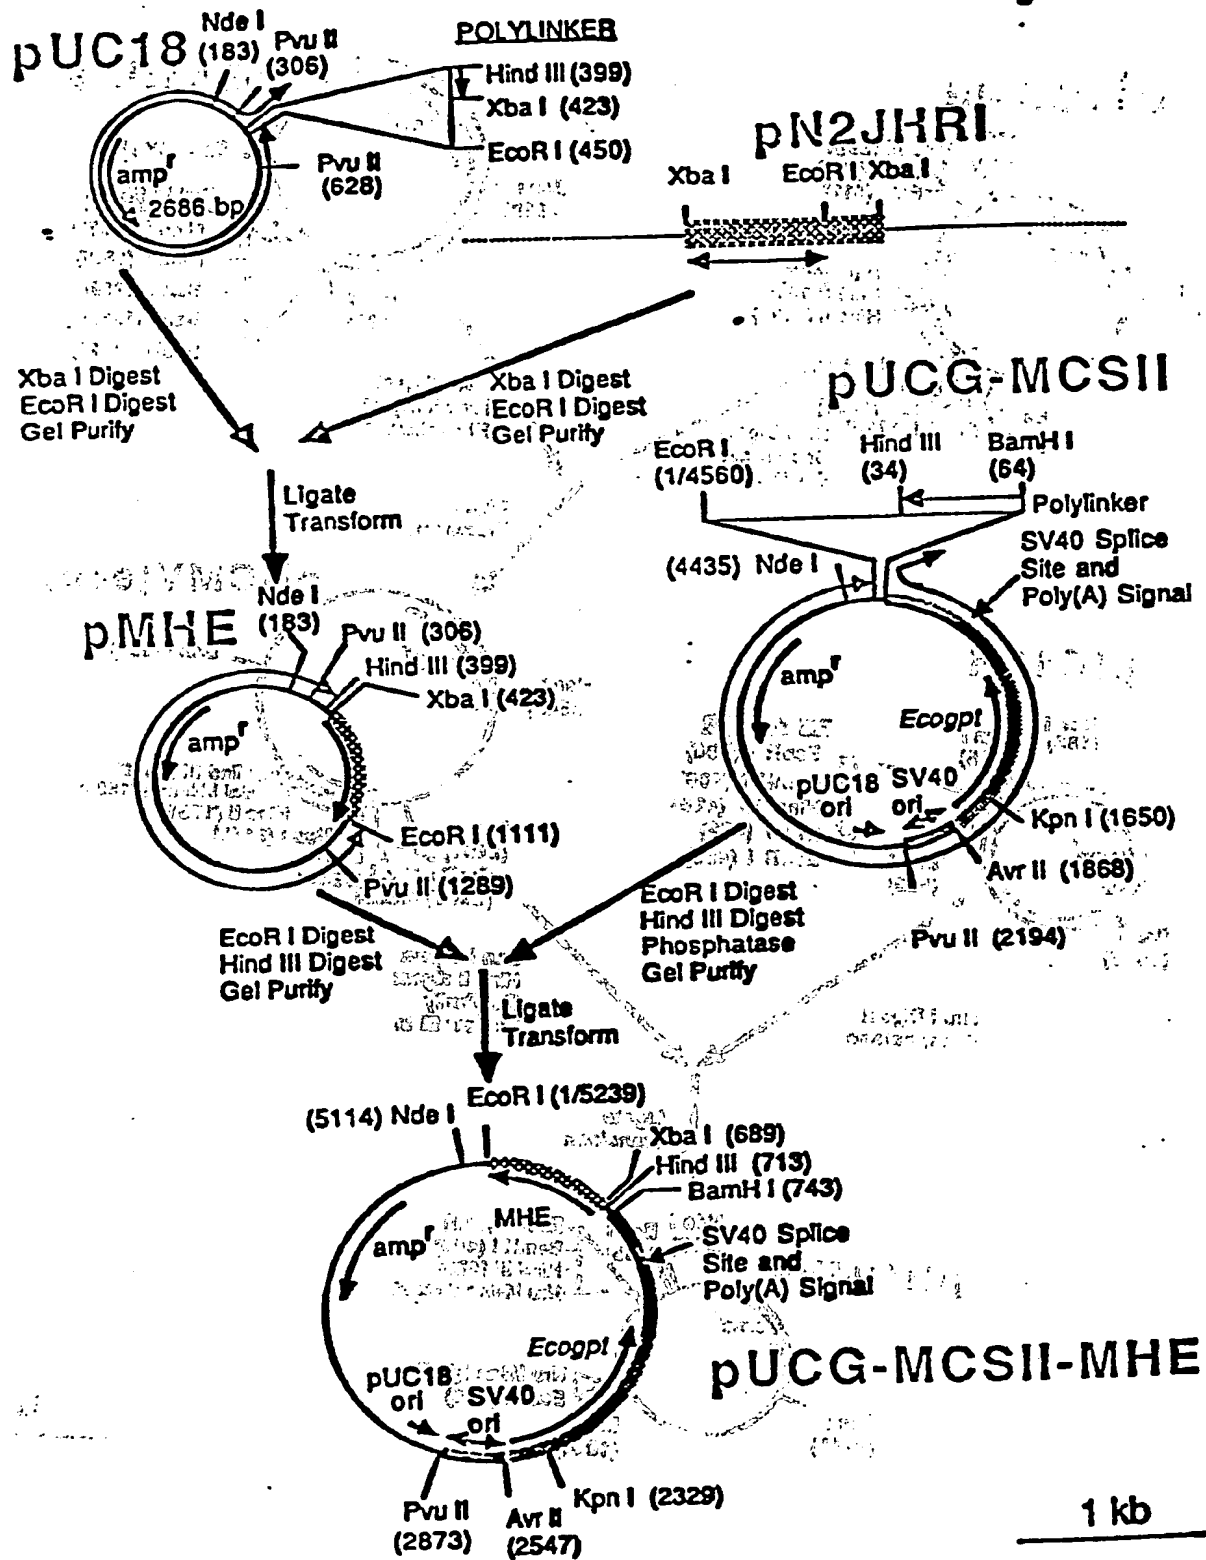 pUC18
Nde I
(183)
Pvu II
(306)
POLYLINKER
Hind III (399)
Xba I (423)
EcoR I (450)
Pvu II
(628)
amp^r
2686 bp
pN2JHRI
Xba I
EcoR I
Xba I
Xba I Digest
EcoR I Digest
Gel Purify
Xba I Digest
EcoR I Digest
Gel Purify
pUCG-MCSII
EcoR I
(1/4560)
Hind III
(34)
BamH I
(64)
Polylinker
(4435) Nde I
SV40 Splice
Site and
Poly(A) Signal
Ligate
Transform
pMHE
Nde I
(183)
Pvu II (306)
Hind III (399)
Xba I (423)
amp^r
EcoR I (1111)
Pvu II (1289)
amp^r
Ecogpt
pUC18
ori
SV40
ori
Kpn I (1650)
Avr II (1868)
Pvu II (2194)
EcoR I Digest
Hind III Digest
Gel Purify
EcoR I Digest
Hind III Digest
Phosphatase
Gel Purify
Ligate
Transform
(5114) Nde I
EcoR I (1/5239)
Xba I (689)
Hind III (713)
BamH I (743)
MHE
amp^r
SV40 Splice
Site and
Poly(A) Signal
Ecogpt
pUC18
ori
SV40
ori
pUCG-MCSII-MHE
Kpn I (2329)
Pvu II
(2873)
Avr II
(2547)
1 kb